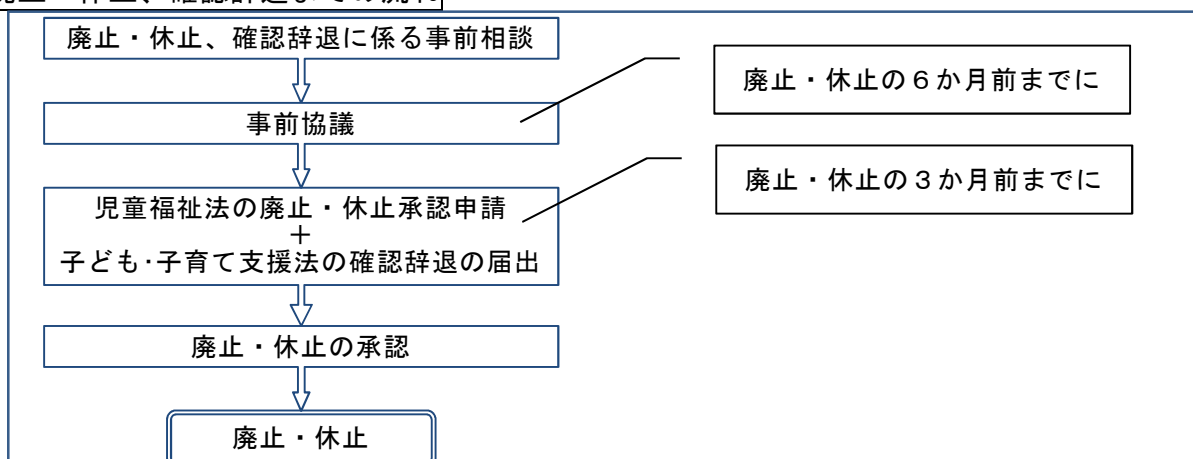 廃止・休止、確認辞退に係る事前相談
廃止・休止の６か月前までに
事前協議
廃止・休止の３か月前までに
児童福祉法の廃止・休止承認申請
＋
子ども･子育て支援法の確認辞退の届出
廃止・休止の承認
廃止・休止